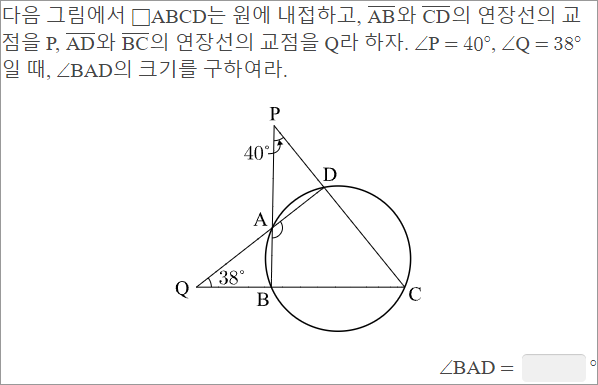 다음 그림에서 □ABCD는 원에 내접하고, AB와 CD의 연장선의 교
점을 P, AD와 BC의 연장선의 교점을 Q라 하자. ∠P = 40°, ∠Q = 38°
일 때, ∠BAD의 크기를 구하여라.
P
40°
D
A
38°
Q
B
C
∠BAD = °